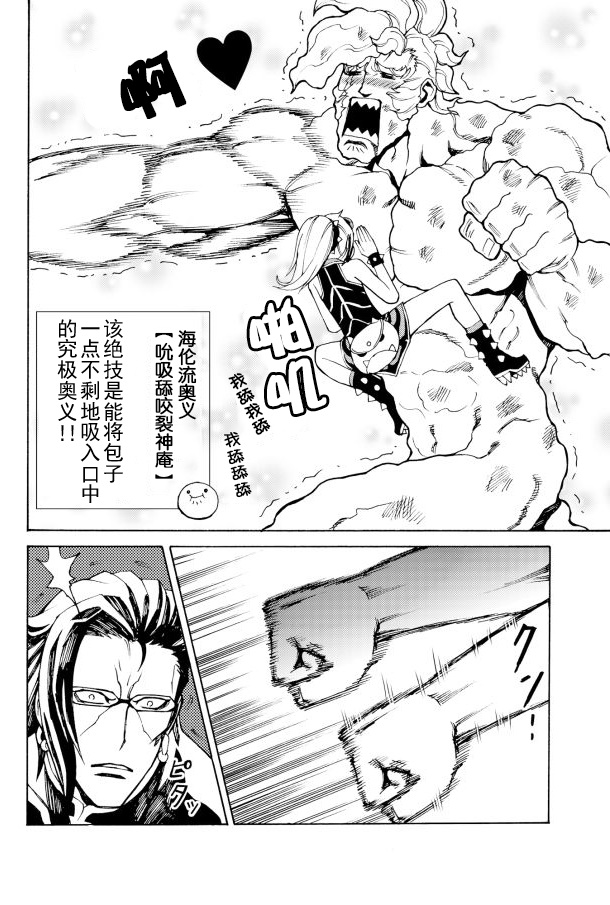 啊
海伦流奥义
【吮吸舔咬裂神庵】
该绝技是能将包子
一点不剩地吸入口中
的究极奥义!!
我舔我舔
我舔舔舔
クン!
ピタッ